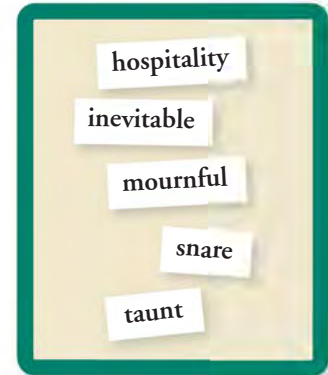 hospitality
inevitable
mournful
snare
taunt